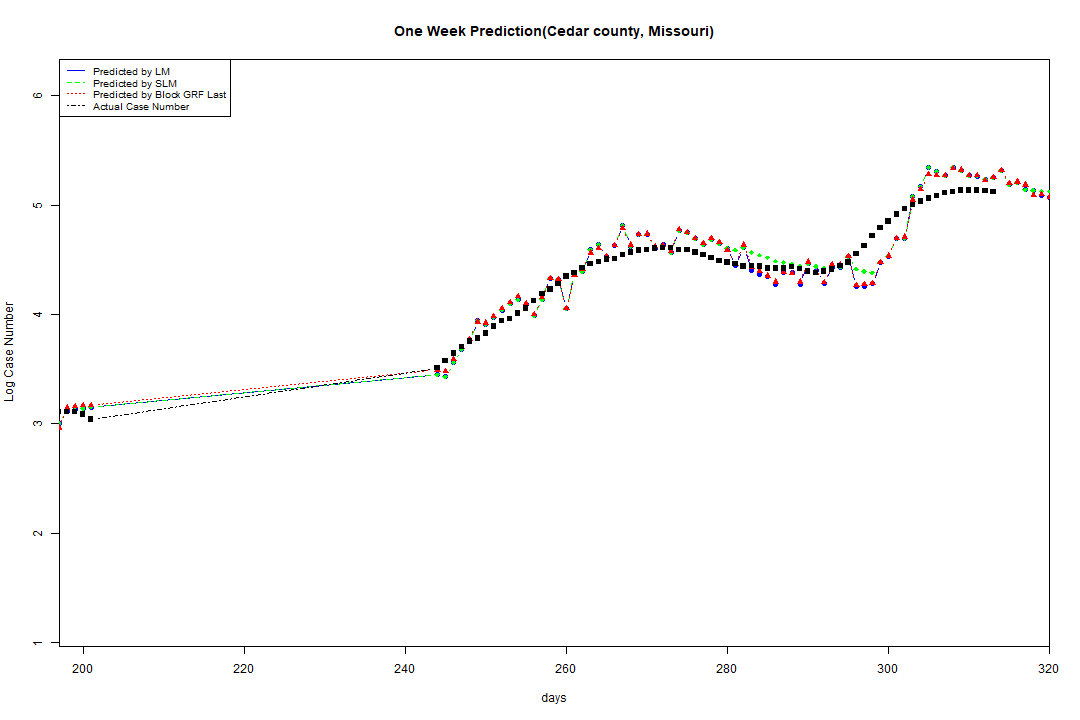 One Week Prediction(Cedar county, Missouri)
Predicted by LM
Predicted by SLM
Predicted by Block GRF Last
Actual Case Number
6
5
4
3
2
1
Log Case Number
200 220 240 260 280 300 320
days